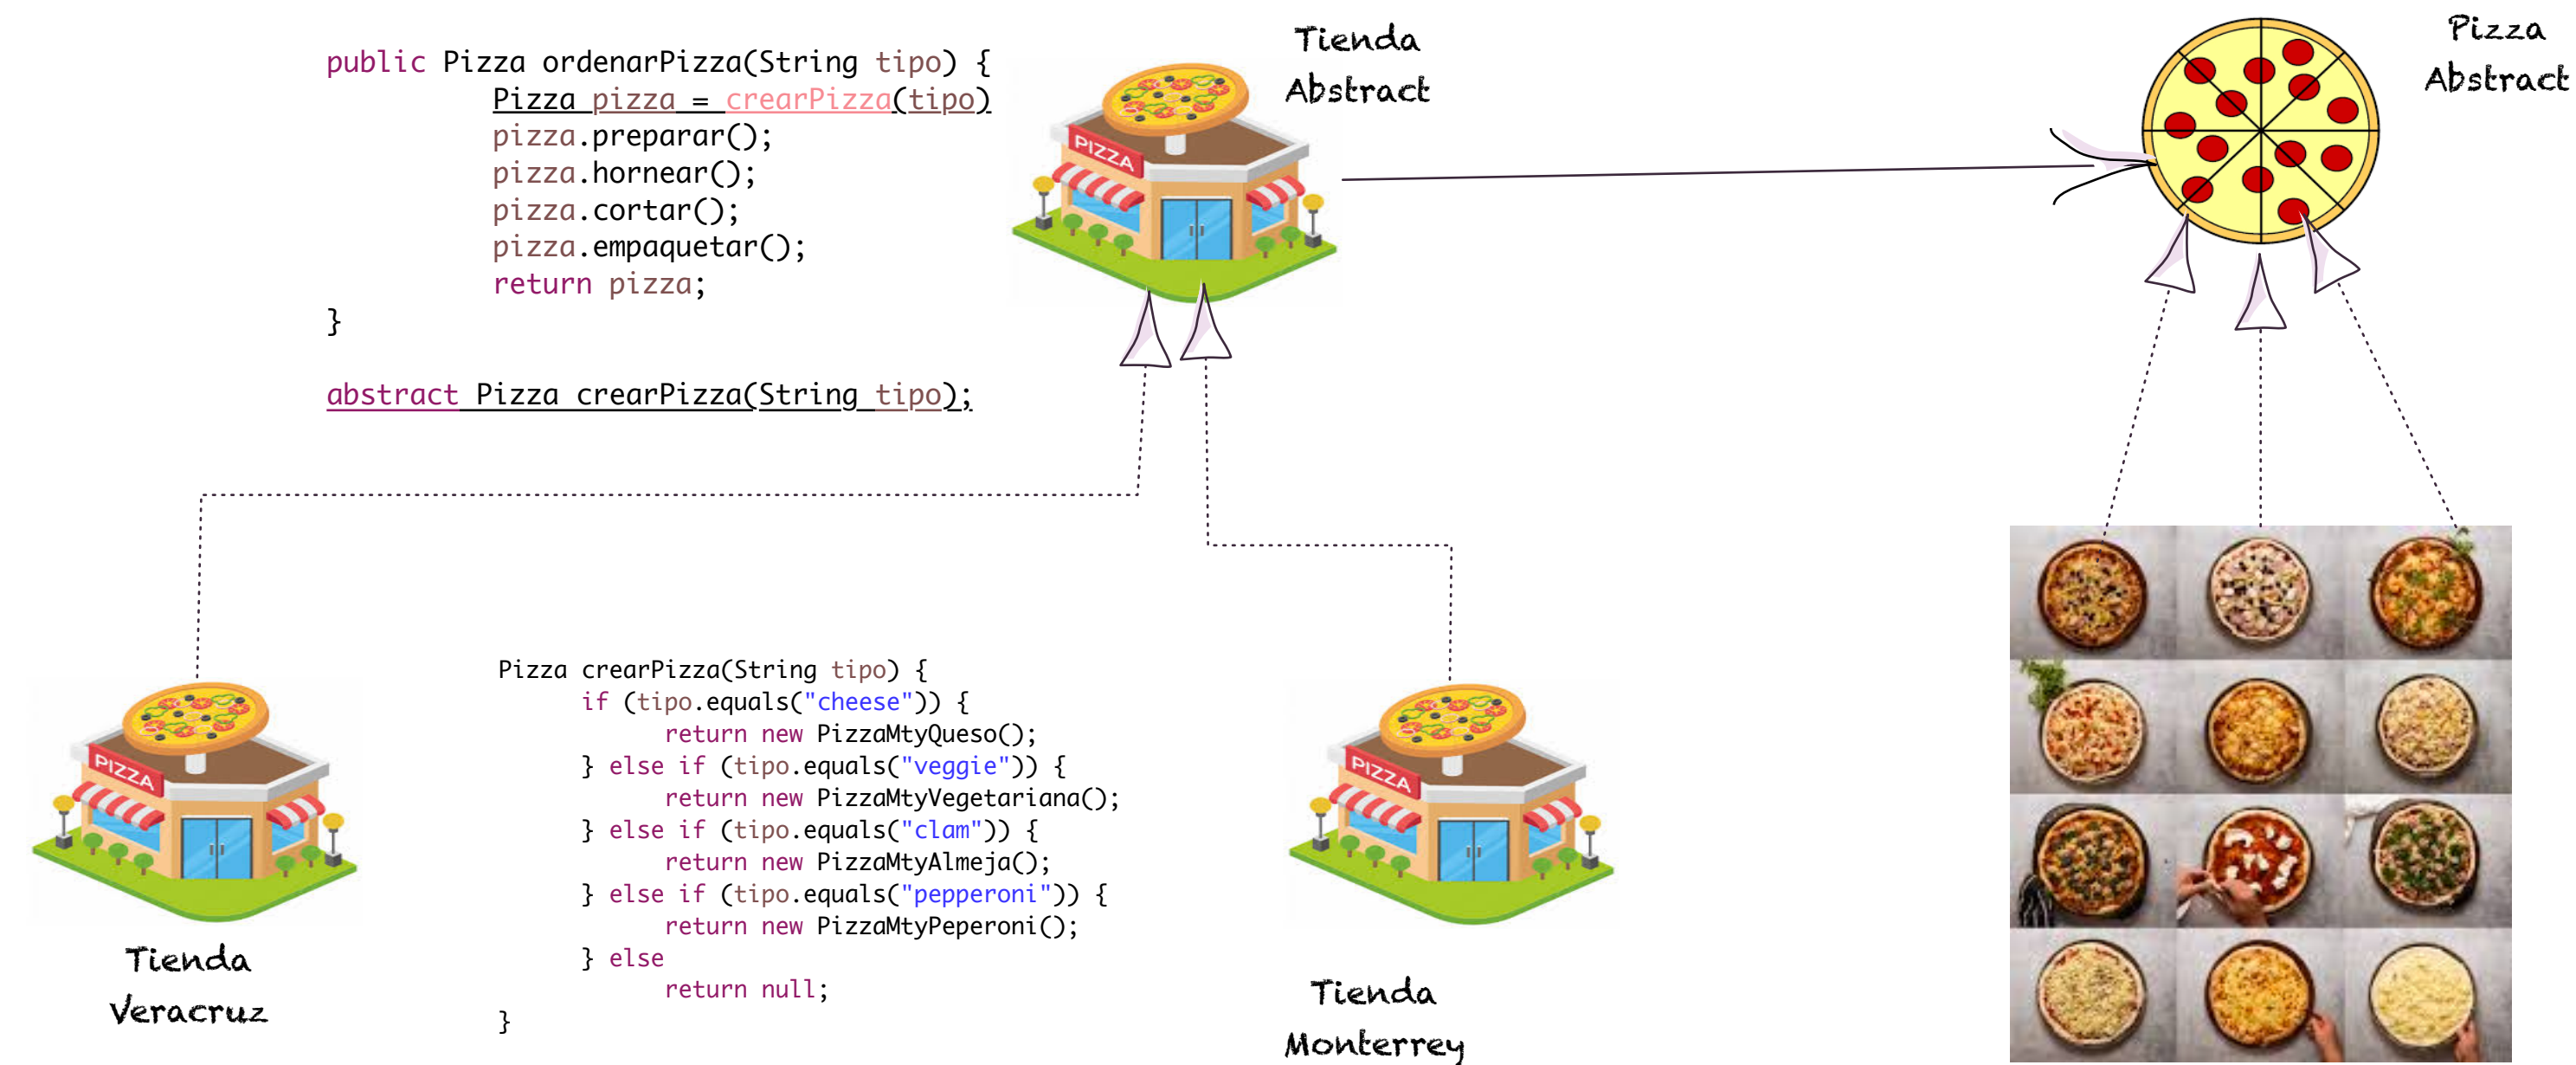 public Pizza ordenarPizza(String tipo) {
Pizza pizza = crearPizza(tipo)
pizza.preparar();
pizza.hornear();
pizza.cortar();
pizza.empaquetar();
return pizza;
}
abstract Pizza crearPizza(String tipo);
Tienda
Abstract
PIZZA
Pizza
Abstract
PIZZA
Tienda
Veracruz
Pizza crearPizza(String tipo) {
if (tipo.equals("cheese")) {
return new PizzaMtyQueso();
} else if (tipo.equals("veggie")) {
return new PizzaMtyVegetariana();
} else if (tipo.equals("clam")) {
return new PizzaMtyAlmeja();
} else if (tipo.equals("pepperoni")) {
return new PizzaMtyPeperoni();
} else
return null;
}
PIZZA
Tienda
Monterrey